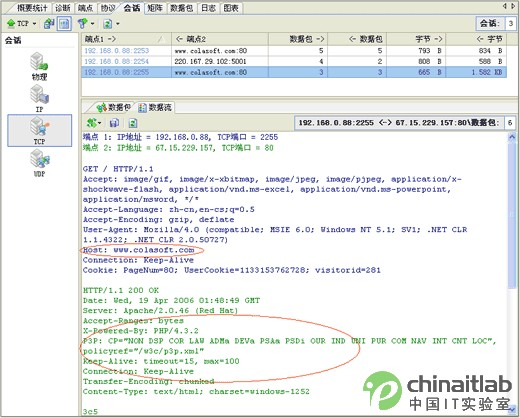 概要统计 诊断 端点 协议 会话 矩阵 数据包 日志 图表
TCP
会话: 3
会话
物理
IP
TCP
UDP
端点1 -> <- 端点2 数据包 -> <- 数据包 字节 -> <- 字节
192.168.0.88:2253 www.colasoft.com:80 5 5 793 B 834 B
192.168.0.88:2254 220.167.29.102:5001 4 2 808 B 588 B
192.168.0.88:2255 www.colasoft.com:80 3 3 665 B 1.582 KB
数据包 数据流
192.168.0.88:2255 <-> 67.15.229.157:80\数据包: 6
端点 1: IP地址 = 192.168.0.88, TCP端口 = 2255
端点 2: IP地址 = 67.15.229.157, TCP端口 = 80
GET / HTTP/1.1
Accept: image/gif, image/x-xbitmap, image/jpeg, image/pjpeg, application/x-
shockwave-flash, application/vnd.ms-excel, application/vnd.ms-powerpoint,
application/msword, */*
Accept-Language: zh-cn,en-cs;q=0.5
Accept-Encoding: gzip, deflate
User-Agent: Mozilla/4.0 (compatible; MSIE 6.0; Windows NT 5.1; SV1; .NET CLR
1.1.4322; .NET CLR 2.0.50727)
Host: www.colasoft.com
Connection: Keep-Alive
Cookie: PageNum=80; UserCookie=1133153762728; visitorid=281
HTTP/1.1 200 OK
Date: Wed, 19 Apr 2006 01:48:49 GMT
Server: Apache/2.0.46 (Red Hat)
Accept-Ranges: bytes
X-Powered-By: PHP/4.3.2
P3P: CP="NON DSP COR LAW ADMa DEVa PSAa PSDi OUR IND UNI PUR COM NAV INT CNT LOC",
policyref="/w3c/p3p.xml"
Keep-Alive: timeout=15, max=100
Connection: Keep-Alive
Transfer-Encoding: chunked
Content-Type: text/html; charset=windows-1252
3c5
chinaitlab
中国IT实验室